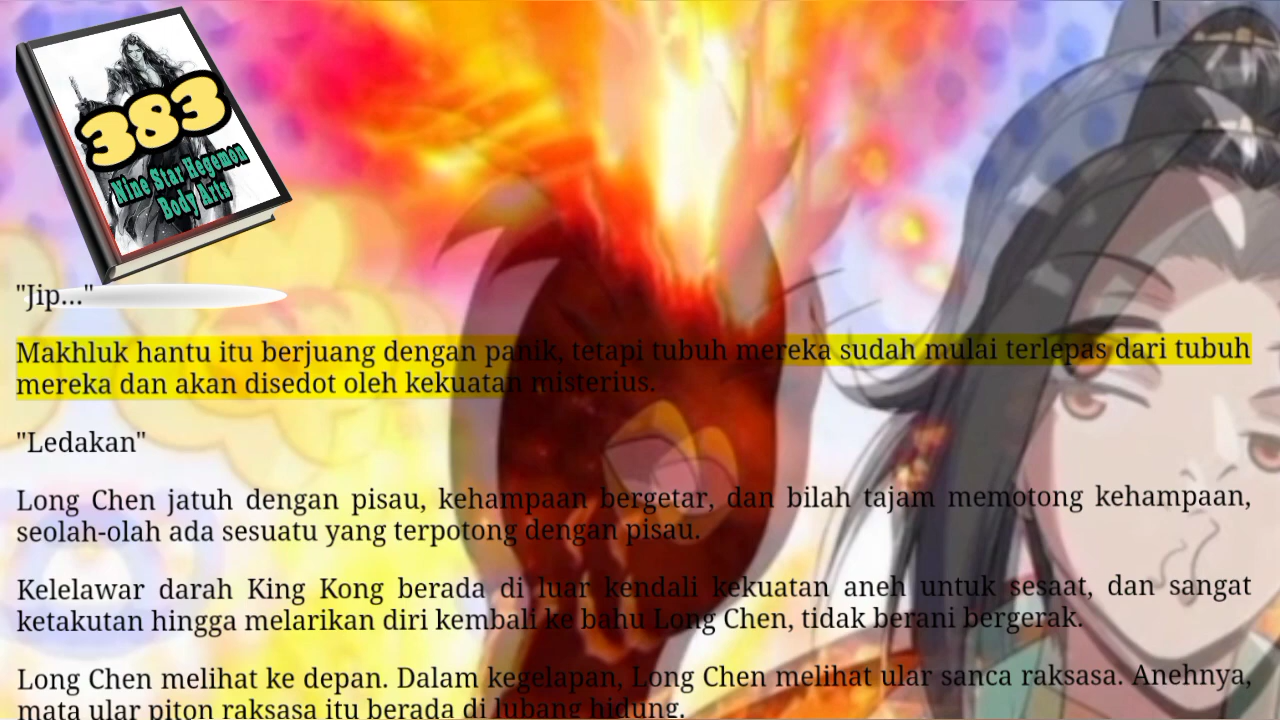 383
Nine Star Hegemon
Body Arts
"Jip..."
Makhluk hantu itu berjuang dengan panik, tetapi tubuh mereka sudah mulai terlepas dari tubuh
mereka dan akan disedot oleh kekuatan misterius.
"Ledakan"
Long Chen jatuh dengan pisau, kehampaan bergetar, dan bilah tajam memotong kehampaan,
seolah-olah ada sesuatu yang terpotong dengan pisau.
Kelelawar darah King Kong berada di luar kendali kekuatan aneh untuk sesaat, dan sangat
ketakutan hingga melarikan diri kembali ke bahu Long Chen, tidak berani bergerak.
Long Chen melihat ke depan. Dalam kegelapan, Long Chen melihat ular sanca raksasa. Anehnya,
mata ular piton raksasa itu berada di lubang hidung.